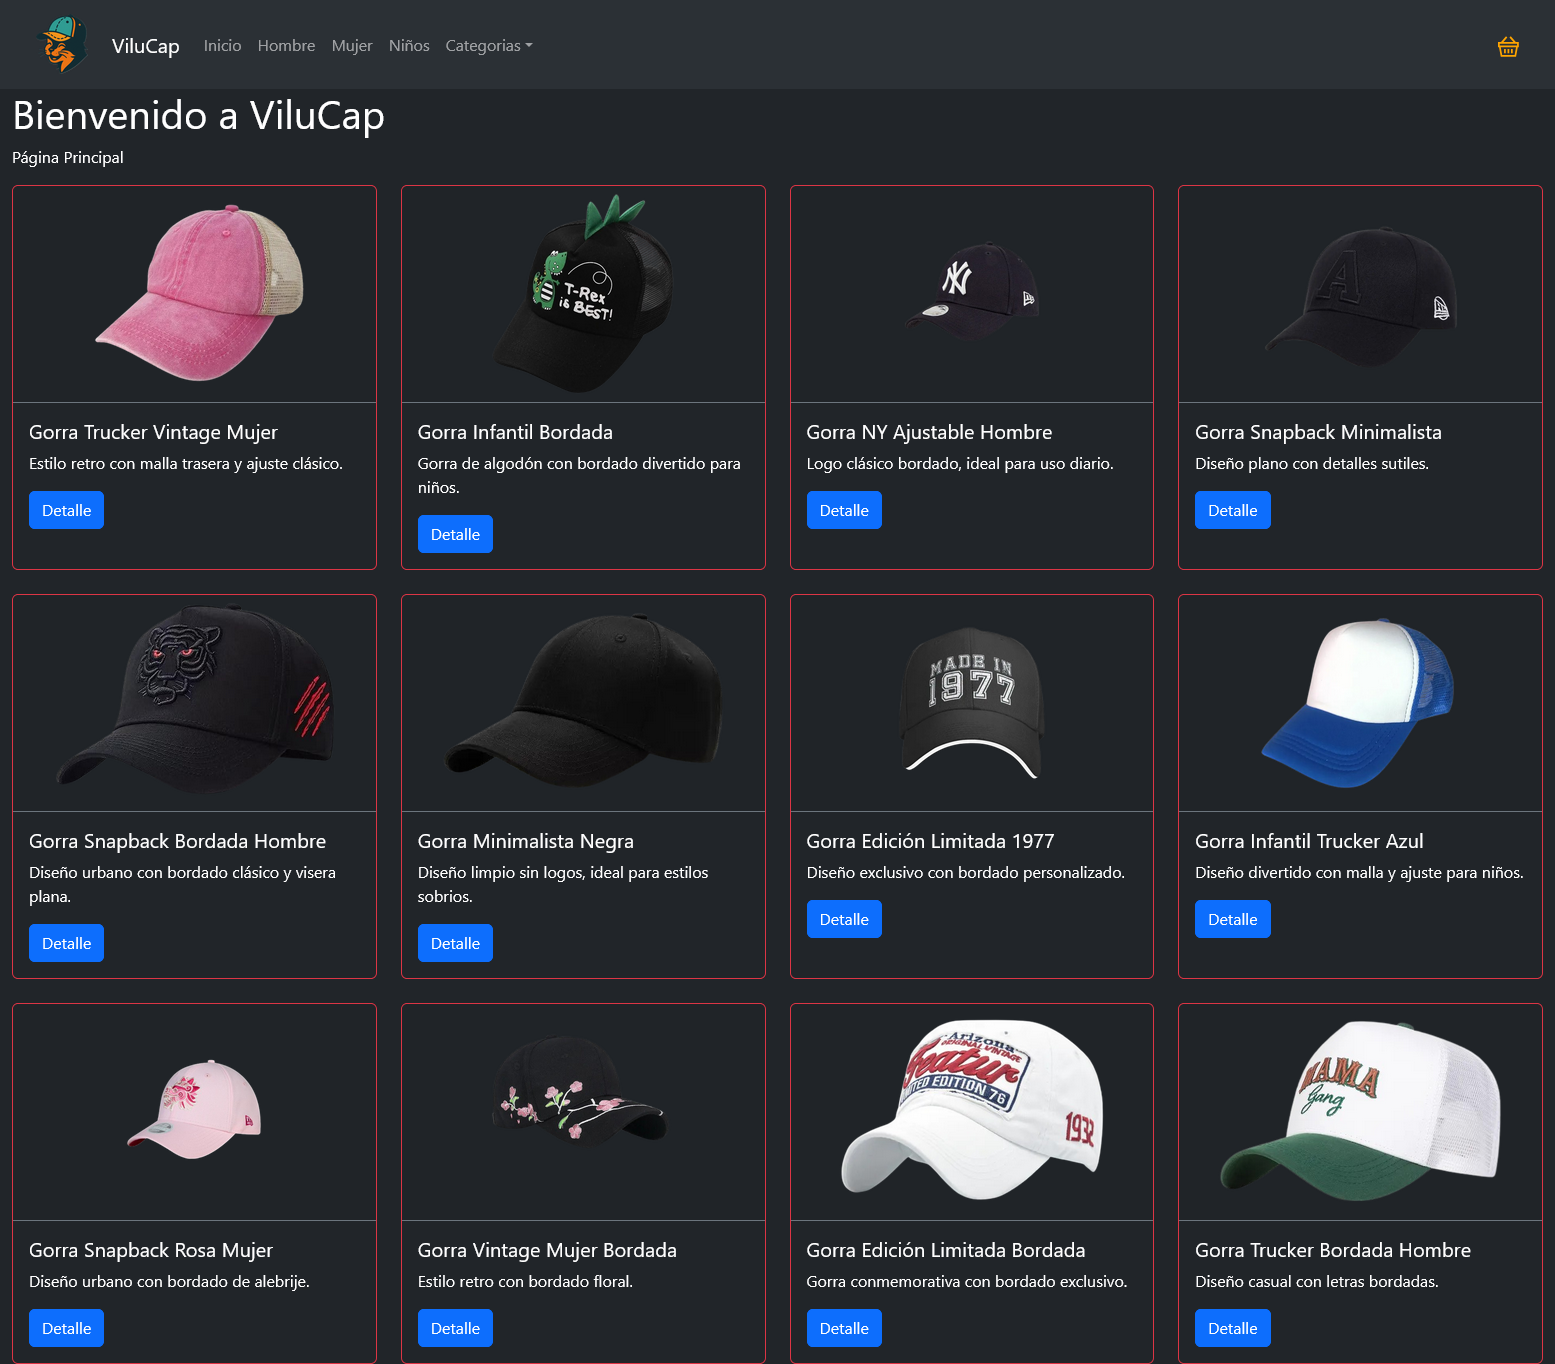 ViluCap
Inicio
Hombre
Mujer
Niños
Categorias
Bienvenido a ViluCap
Página Principal
T-Rex
is BEST!
NY
A
Gorra Trucker Vintage Mujer
Estilo retro con malla trasera y ajuste clásico.
Detalle
Gorra Infantil Bordada
Gorra de algodón con bordado divertido para
niños.
Detalle
Gorra NY Ajustable Hombre
Logo clásico bordado, ideal para uso diario.
Detalle
Gorra Snapback Minimalista
Diseño plano con detalles sutiles.
Detalle
MADE IN
1977
Gorra Snapback Bordada Hombre
Diseño urbano con bordado clásico y visera
plana.
Detalle
Gorra Minimalista Negra
Diseño limpio sin logos, ideal para estilos
sobrios.
Detalle
Gorra Edición Limitada 1977
Diseño exclusivo con bordado personalizado.
Detalle
Gorra Infantil Trucker Azul
Diseño divertido con malla y ajuste para niños.
Detalle
Arizona
ORIGINAL VINTAGE
Featur
ITED EDITION 76
1932
MAMA
Gang
Gorra Snapback Rosa Mujer
Diseño urbano con bordado de alebrije.
Detalle
Gorra Vintage Mujer Bordada
Estilo retro con bordado floral.
Detalle
Gorra Edición Limitada Bordada
Gorra conmemorativa con bordado exclusivo.
Detalle
Gorra Trucker Bordada Hombre
Diseño casual con letras bordadas.
Detalle